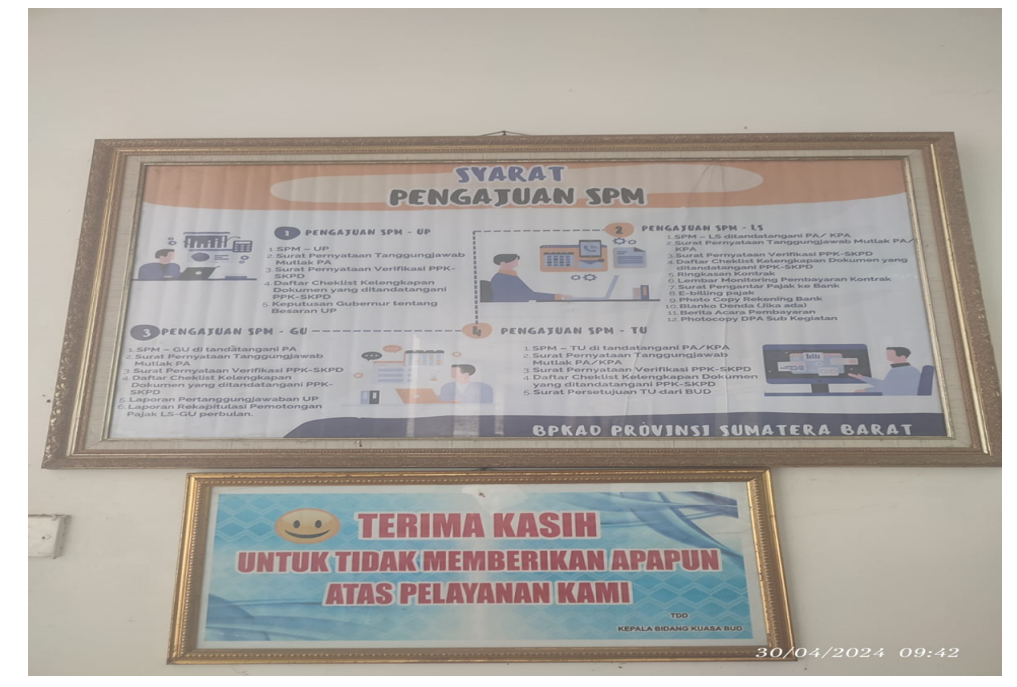 SYARAT
PENGAJUAN SPM
1 PENGAJUAN SPM - UP
1. SPM – UP
2. Surat Pernyataan Tanggungjawab
Mutlak PA
3. Surat Pernyataan Verifikasi PPK-
SKPD
4. Daftar Cheklist Kelengkapan
Dokumen yang ditandatangani
PPK-SKPD
5. Keputusan Gubernur tentang
Besaran UP
2 PENGAJUAN SPM - LS
1. SPM – LS ditandatangani PA/ KPA
2. Surat Pernyataan Tanggungjawab Mutlak PA/
KPA
3. Surat Pernyataan Verifikasi PPK-SKPD
4. Daftar Cheklist Kelengkapan Dokumen yang
ditandatangani PPK-SKPD
5. Ringkasan Kontrak
6. Lembar Monitoring Pembayaran Kontrak
7. Surat Pengantar Pajak ke Bank
8. E-billing pajak
9. Photo Copy Rekening Bank
10. Blanko Denda (Jika ada)
11. Berita Acara Pembayaran
12. Photocopy DPA Sub Kegiatan
3 PENGAJUAN SPM - GU
1. SPM – GU di tandatangani PA
2. Surat Pernyataan Tanggungjawab
Mutlak PA
3. Surat Pernyataan Verifikasi PPK-SKPD
4. Daftar Cheklist Kelengkapan
Dokumen yang ditandatangani PPK-
SKPD
5. Laporan Pertanggungjawaban UP
6. Laporan Rekapitulasi Pemotongan
Pajak LS-GU perbulan.
4 PENGAJUAN SPM - TU
1. SPM – TU di tandatangani PA/KPA
2. Surat Pernyataan Tanggungjawab
Mutlak PA/KPA
3. Surat Pernyataan Verifikasi PPK-SKPD
4. Daftar Cheklist Kelengkapan Dokumen
yang ditandatangani PPK-SKPD
5. Surat Persetujuan TU dari BUD
BPKAD PROVINSI SUMATERA BARAT
TERIMA KASIH
UNTUK TIDAK MEMBERIKAN APAPUN
ATAS PELAYANAN KAMI
TDD
KEPALA BIDANG KUASA BUD
30/04/2024 09:42